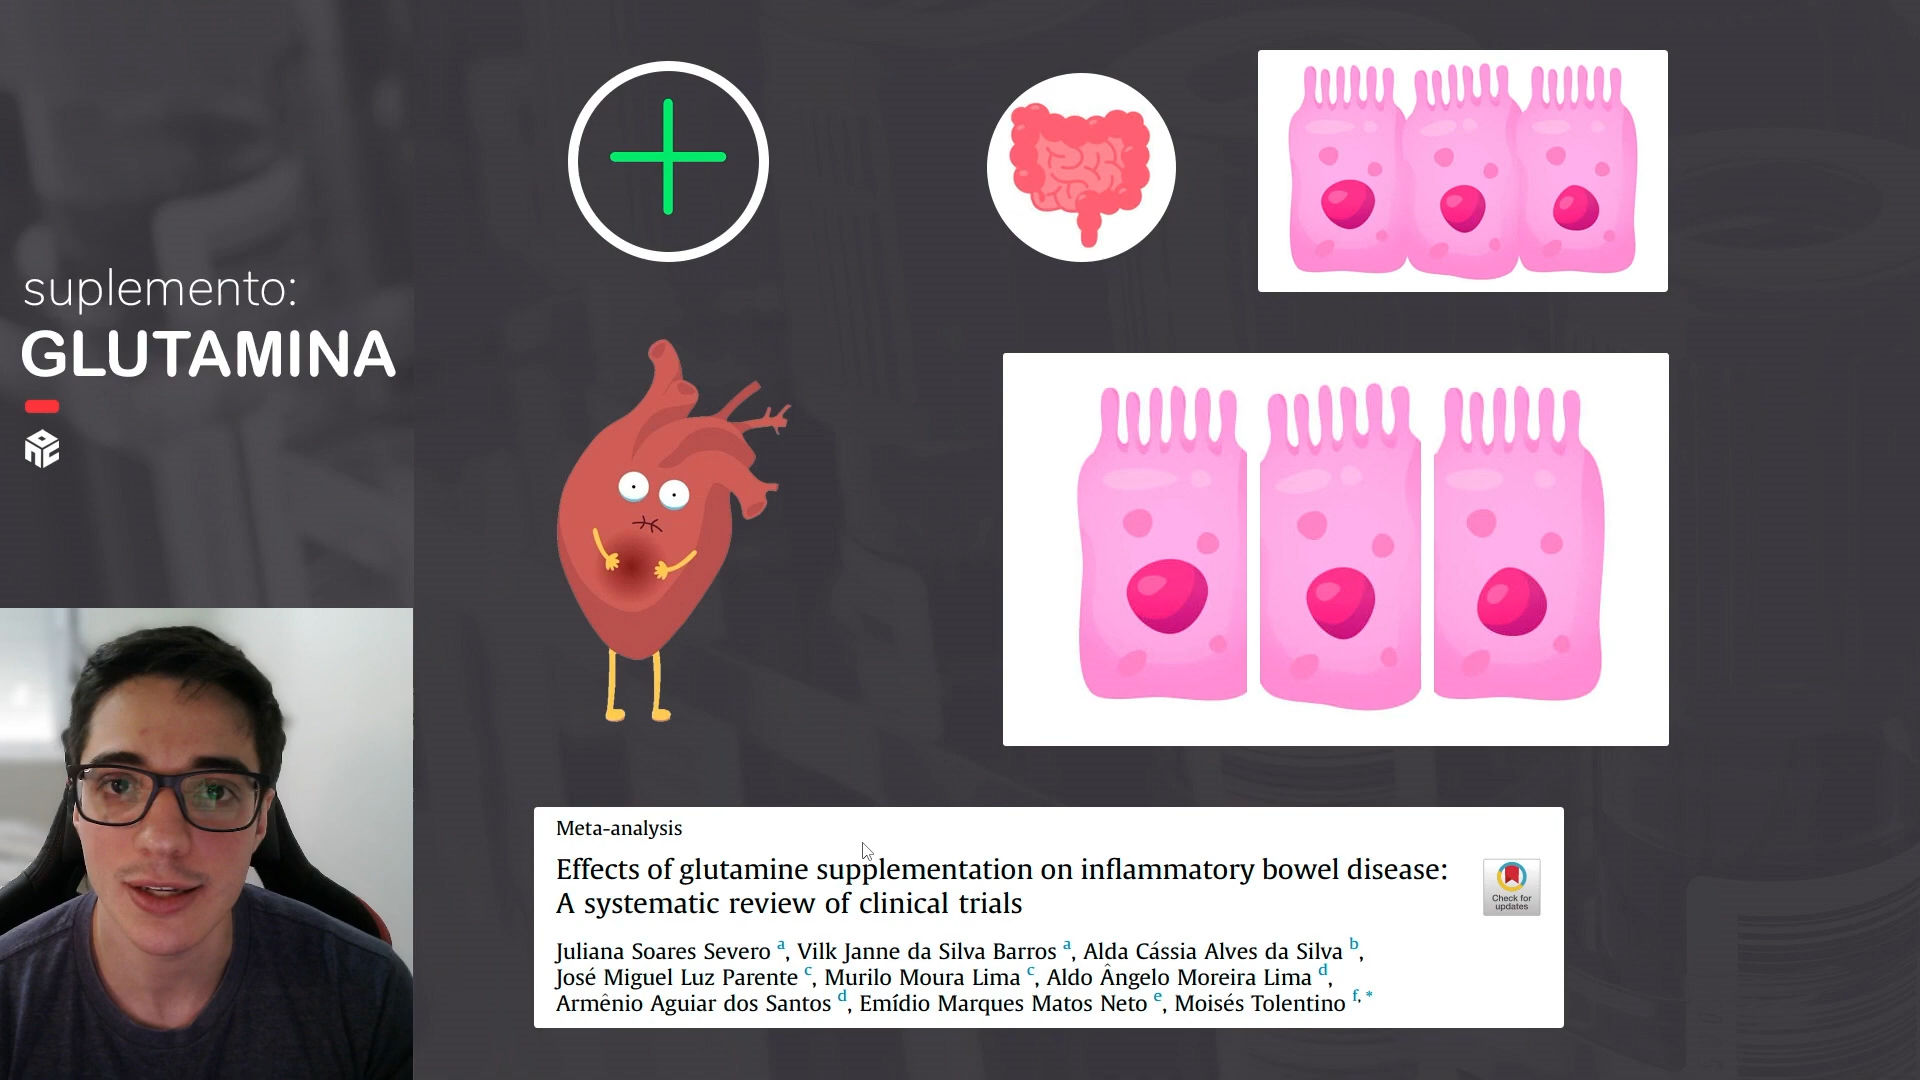 suplemento:
GLUTAMINA
Meta-analysis
Effects of glutamine supplementation on inflammatory bowel disease:
A systematic review of clinical trials
Check for
updates
Juliana Soares Severo a, Vilk Janne da Silva Barros a, Alda Cássia Alves da Silva b,
José Miguel Luz Parente c, Murilo Moura Lima c, Aldo Ângelo Moreira Lima d,
Armênio Aguiar dos Santos d, Emídio Marques Matos Neto e, Moisés Tolentino f, *